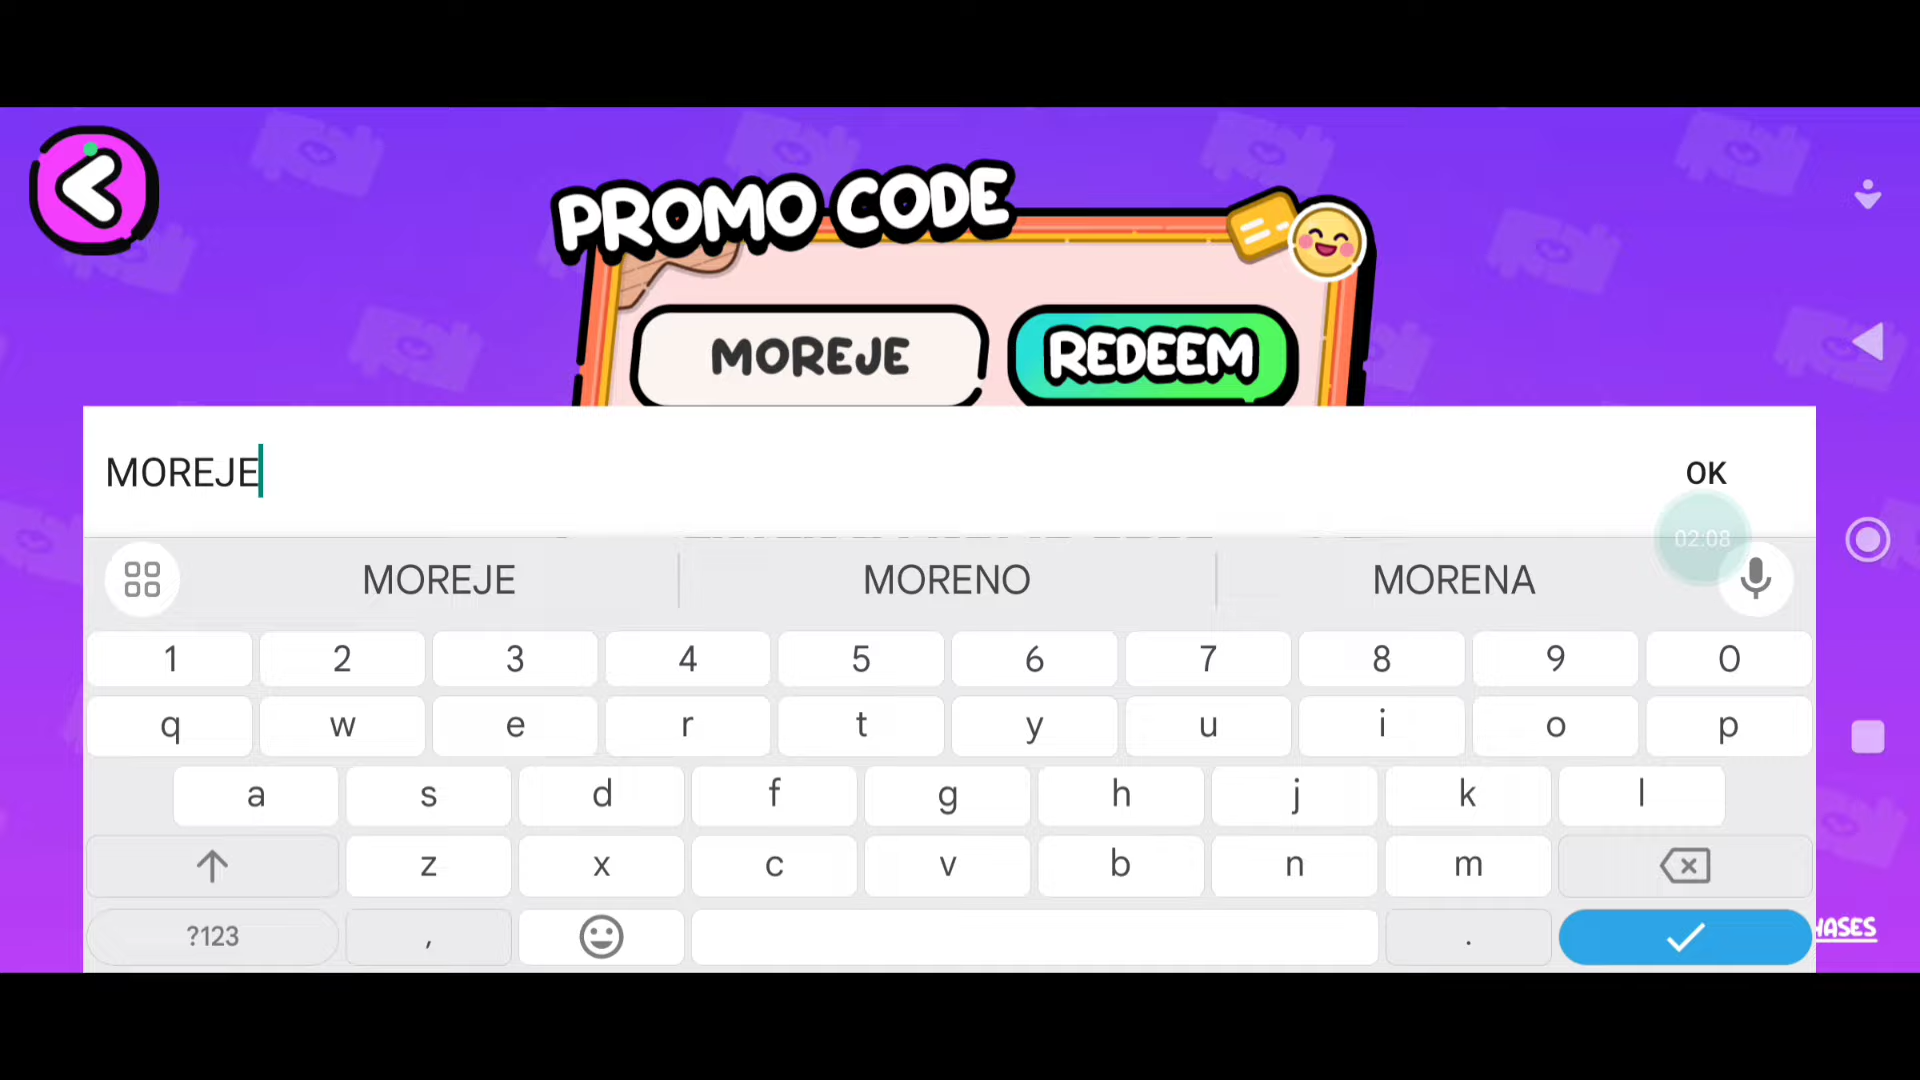 PROMO CODE
MOREJE
REDEEM
MOREJE
OK
02:08
MOREJE
MORENO
MORENA
1 2 3 4 5 6 7 8 9 0
q w e r t y u i o p
a s d f g h j k l
z x c v b n m
?123 , .
HASES